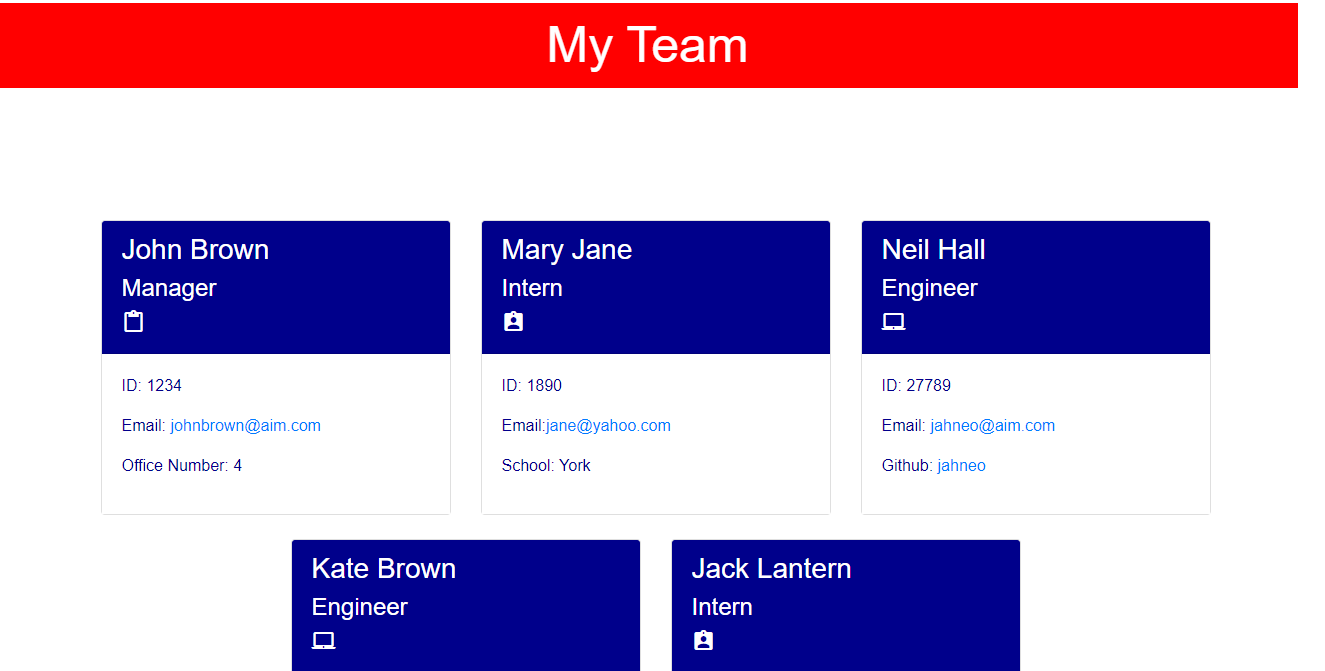 My Team
John Brown
Manager
ID: 1234
Email: johnbrown@aim.com
Office Number: 4
Mary Jane
Intern
ID: 1890
Email:jane@yahoo.com
School: York
Neil Hall
Engineer
ID: 27789
Email: jahneo@aim.com
Github: jahneo
Kate Brown
Engineer
Jack Lantern
Intern